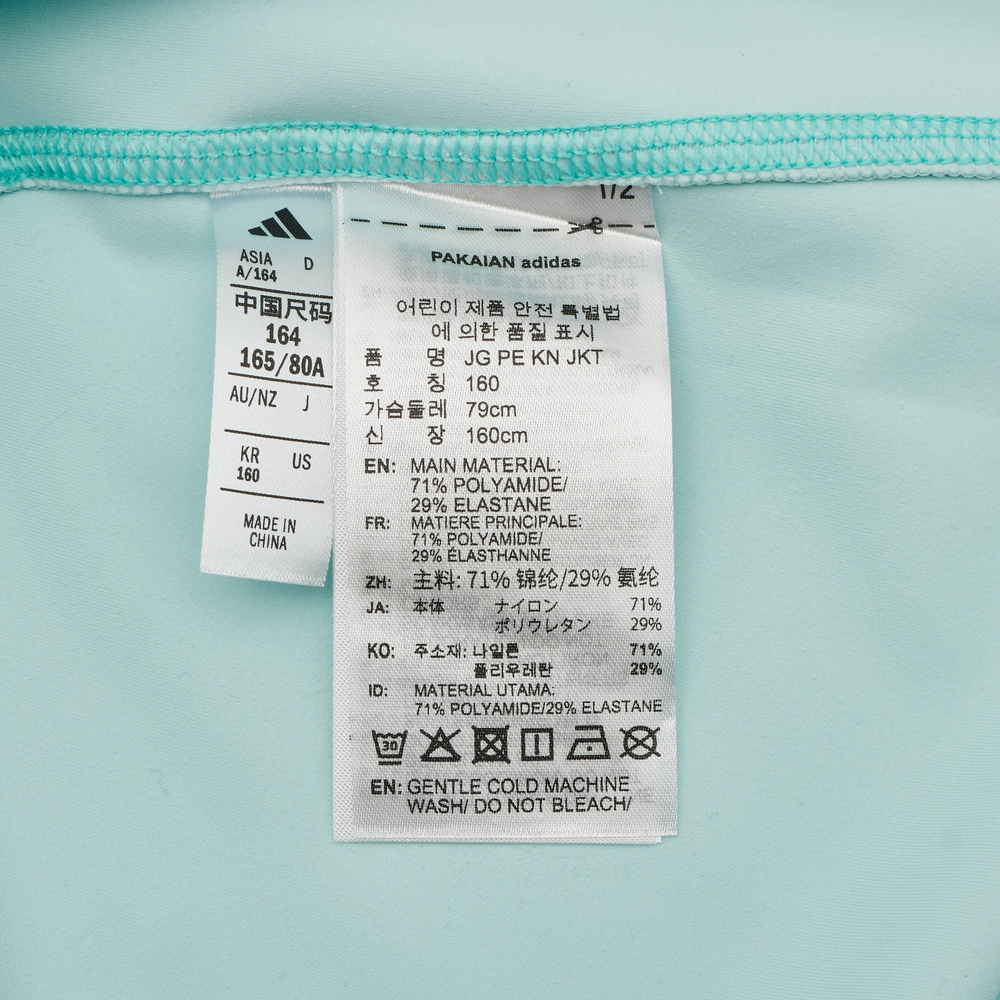 ASIA D
A/164
中国尺码
164
165/80A
AU/NZ J
KR US
160
MADE IN
CHINA
1/2
PAKAIAN adidas
어린이 제품 안전 특별법
에 의한 품질 표시
품 명 JG PE KN JKT
호 칭 160
가슴둘레 79cm
신 장 160cm
EN: MAIN MATERIAL:
71% POLYAMIDE/
29% ELASTANE
FR: MATIERE PRINCIPALE:
71% POLYAMIDE/
29% ÉLASTHANNE
ZH: 主料: 71% 锦纶/29% 氨纶
JA: 本体 ナイロン 71%
ポリウレタン 29%
KO: 주소재: 나일론 71%
폴리우레탄 29%
ID: MATERIAL UTAMA:
71% POLYAMIDE/29% ELASTANE
30
EN: GENTLE COLD MACHINE
WASH/ DO NOT BLEACH/